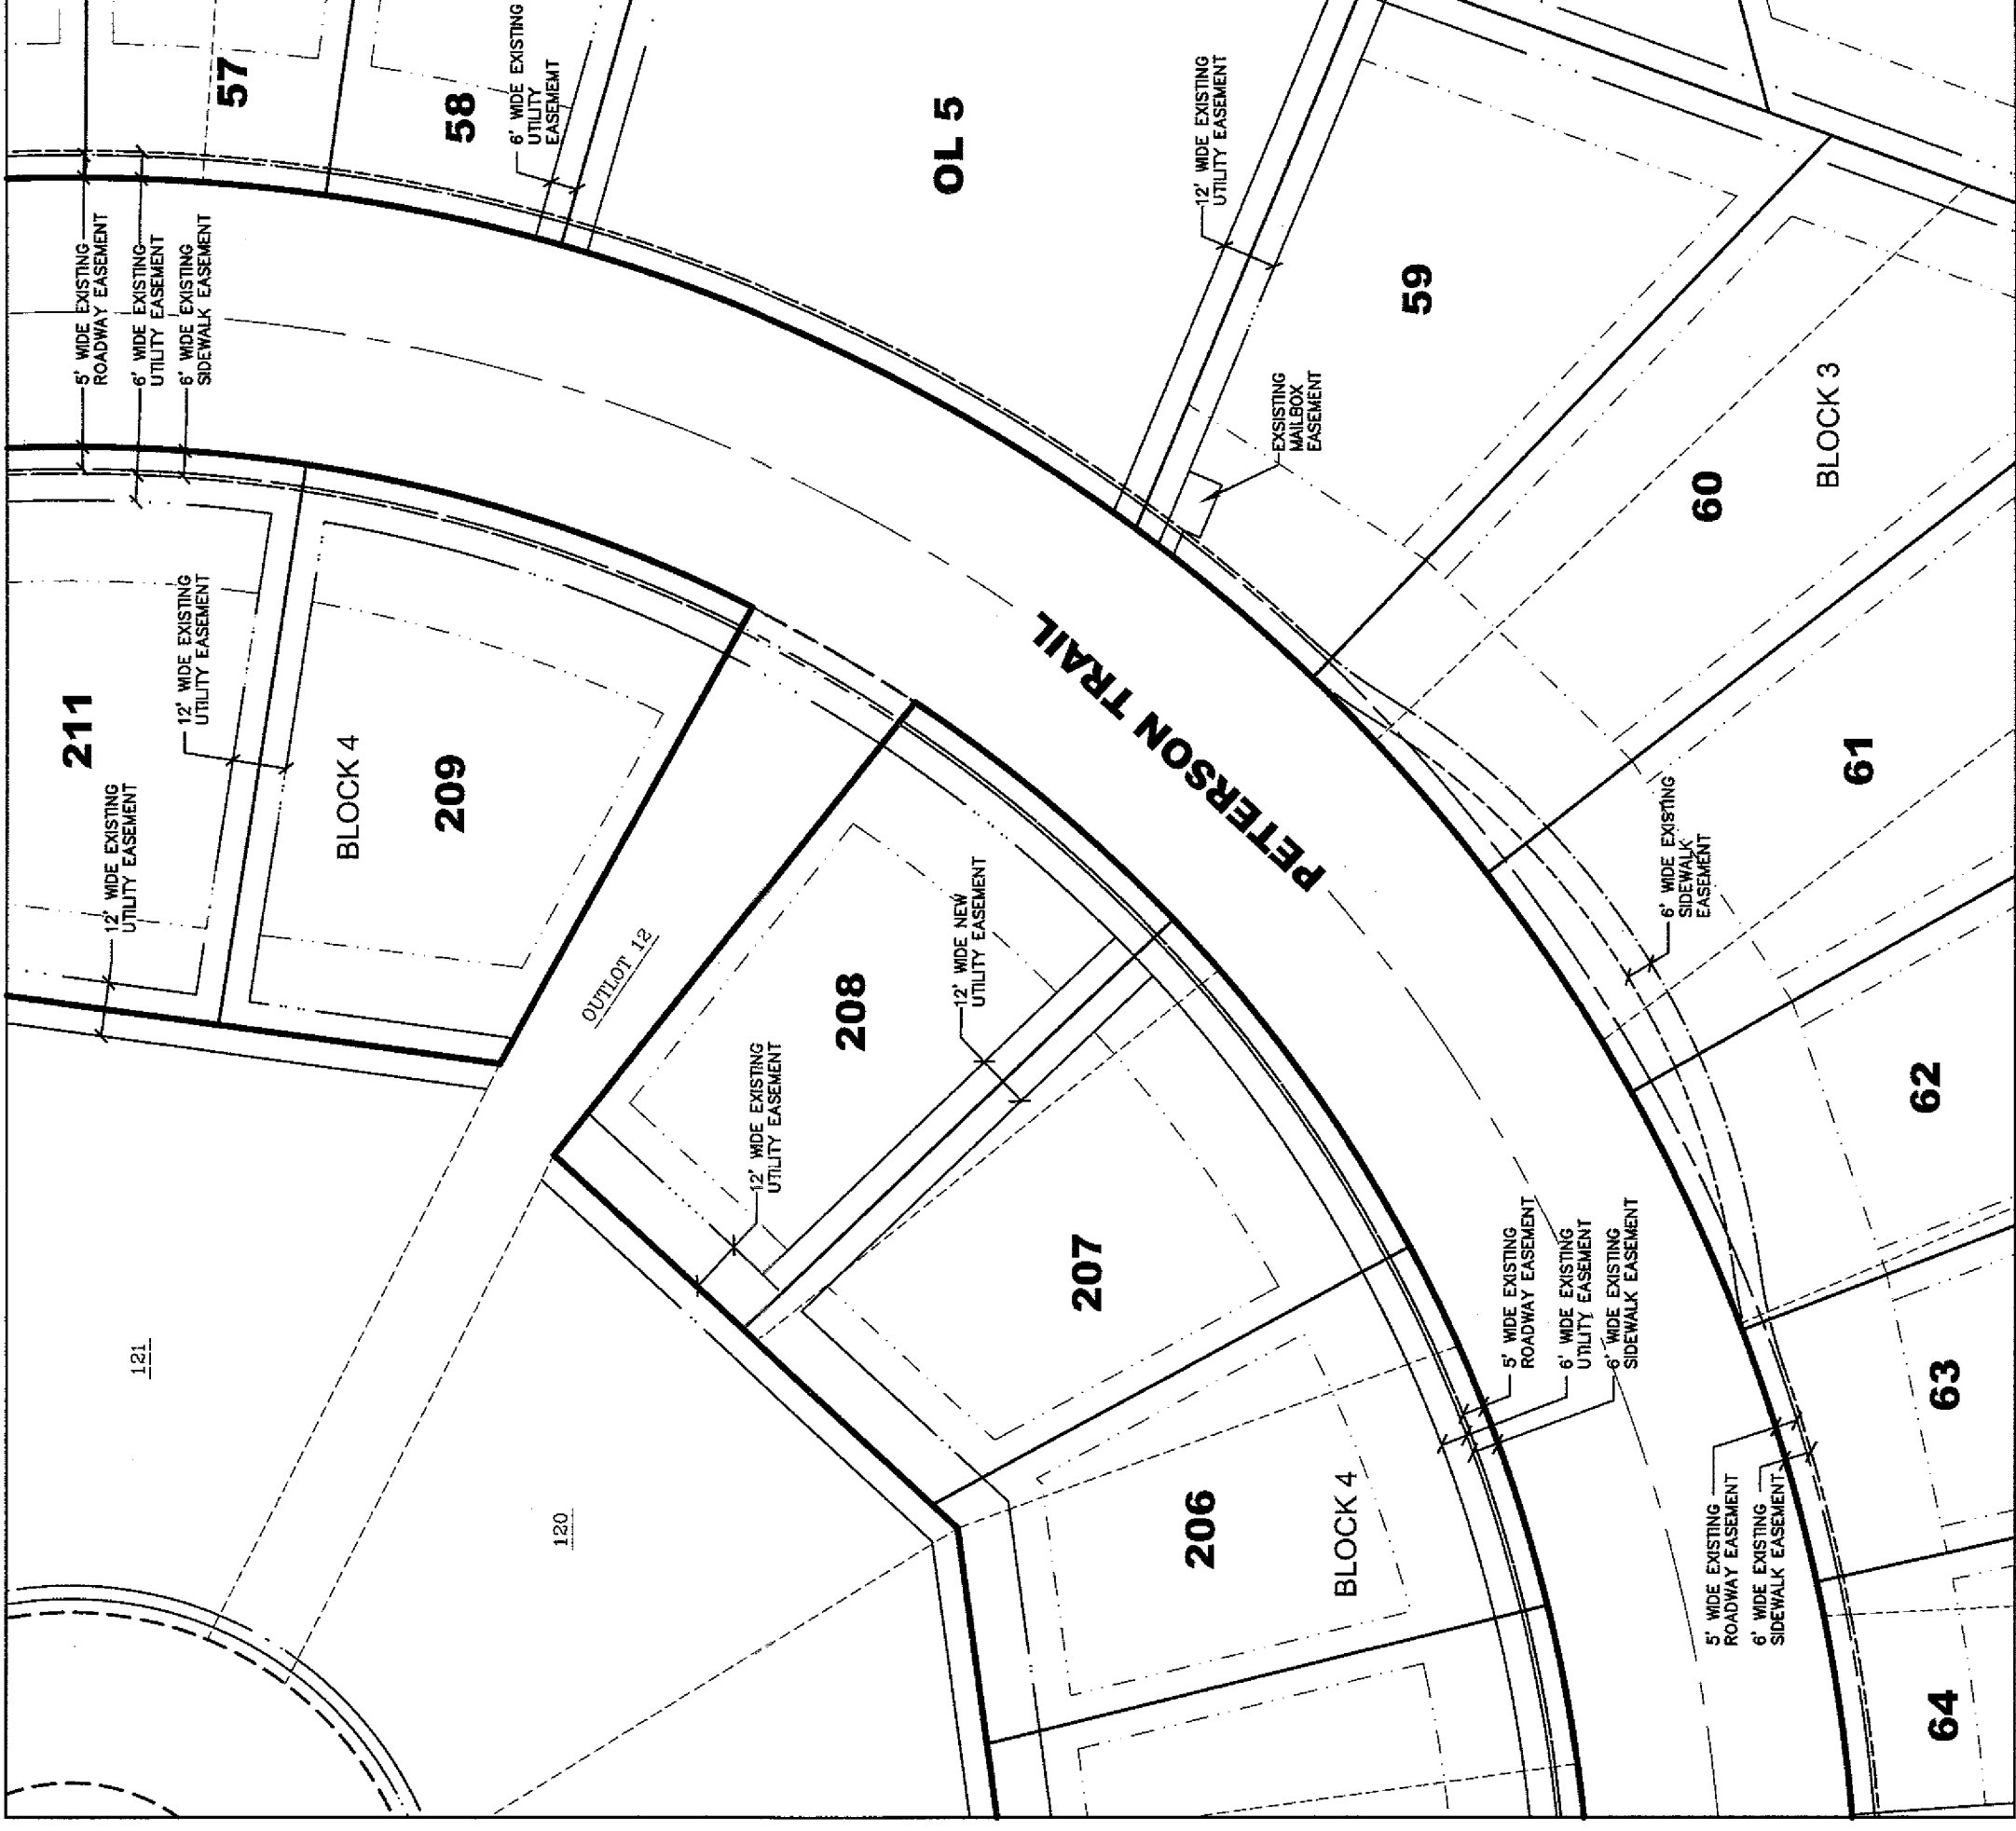 57
58
6' WIDE EXISTING
UTILITY
EASEMEMT
OL 5
12' WIDE EXISTING
UTILITY EASEMENT
59
EXSISTING
MAILBOX
EASEMENT
60
BLOCK 3
61
5' WIDE EXISTING
ROADWAY EASEMENT
6' WIDE EXISTING
UTILITY EASEMENT
6' WIDE EXISTING
SIDEWALK EASEMENT
211
12' WIDE EXISTING
UTILITY EASEMENT
12' WIDE EXISTING
UTILITY EASEMENT
BLOCK 4
209
OUTLOT 12
PETERSON TRAIL
208
12' WIDE NEW
UTILITY EASEMENT
12' WIDE EXISTING
UTILITY EASEMENT
207
6' WIDE EXISTING
SIDEWALK
EASEMENT
62
5' WIDE EXISTING
ROADWAY EASEMENT
6' WIDE EXISTING
UTILITY EASEMENT
6' WIDE EXISTING
SIDEWALK EASEMENT
121
120
206
BLOCK 4
63
5' WIDE EXISTING
ROADWAY EASEMENT
6' WIDE EXISTING
SIDEWALK EASEMENT
64